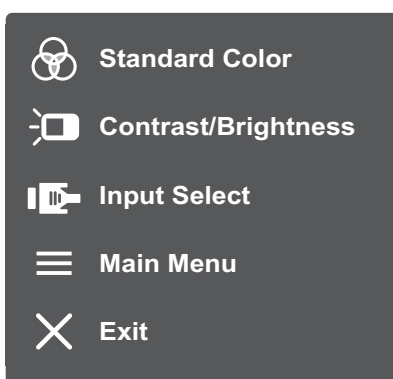 Standard Color
Contrast/Brightness
Input Select
Main Menu
Exit